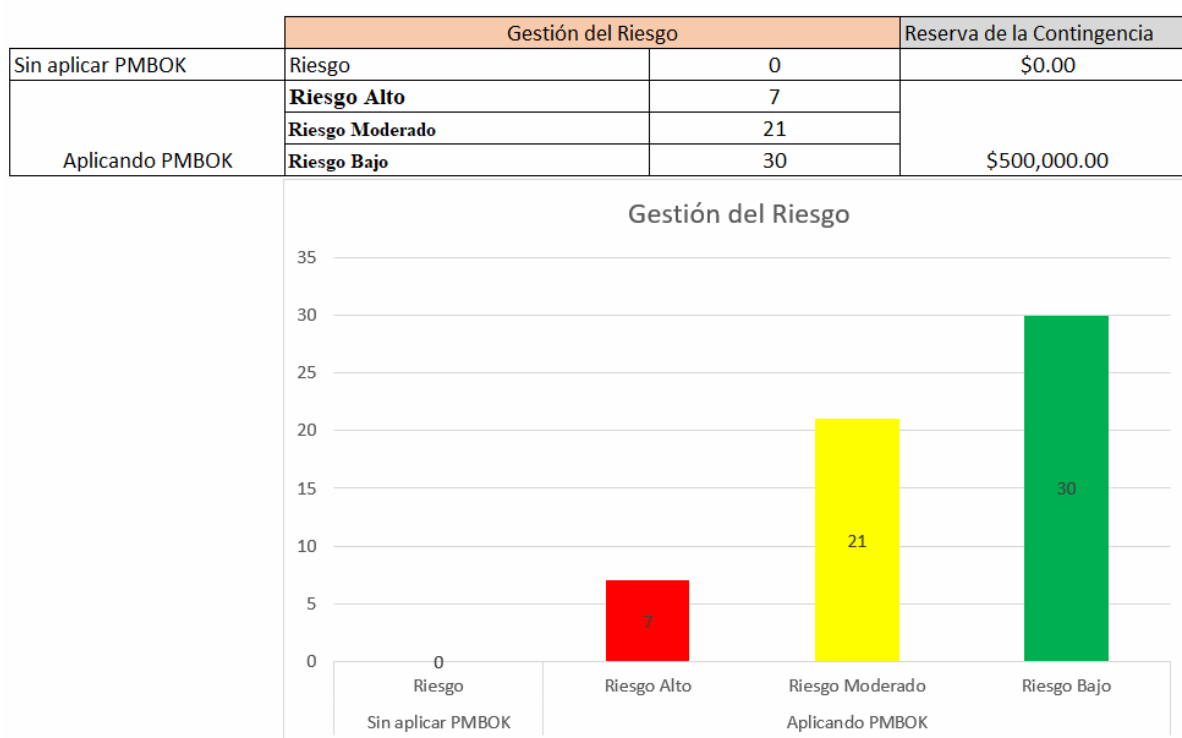 Gestión del Riesgo Reserva de la Contingencia
Sin aplicar PMBOK Riesgo 0 $0.00
Riesgo Alto 7
Riesgo Moderado 21
Aplicando PMBOK Riesgo Bajo 30 $500,000.00
Gestión del Riesgo
35
30
25
20
15
10
5
0
0
7
21
30
Riesgo Riesgo Alto Riesgo Moderado Riesgo Bajo
Sin aplicar PMBOK Aplicando PMBOK